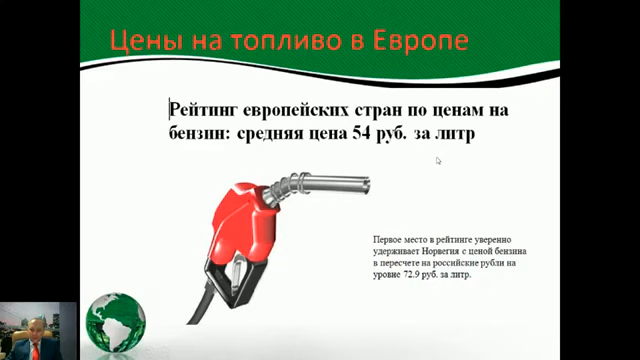 Цены на топливо в Европе
Рейтинг европейских стран по ценам на
бензин: средняя цена 54 руб. за литр
Первое место в рейтинге уверенно
удерживает Норвегия с ценой бензина
в пересчете на российские рубли на
уровне 72.9 руб. за литр.